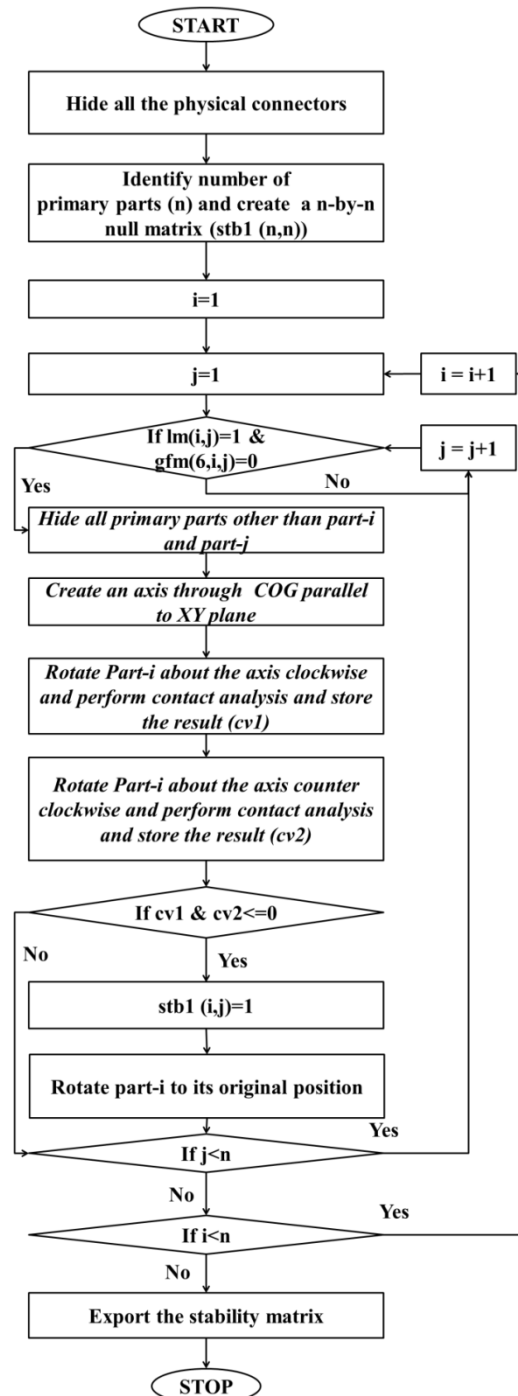 START
Hide all the physical connectors
Identify number of
primary parts (n) and create a n-by-n
null matrix (stb1 (n,n))
i=1
j=1
i = i+1
If lm(i,j)=1 &
gfm(6,i,j)=0
j = j+1
Yes
No
Hide all primary parts other than part-i
and part-j
Create an axis through COG parallel
to XY plane
Rotate Part-i about the axis clockwise
and perform contact analysis and store
the result (cv1)
Rotate Part-i about the axis counter
clockwise and perform contact analysis
and store the result (cv2)
If cv1 & cv2<=0
No
Yes
stb1 (i,j)=1
Rotate part-i to its original position
Yes
If j<n
No
Yes
If i<n
No
Export the stability matrix
STOP